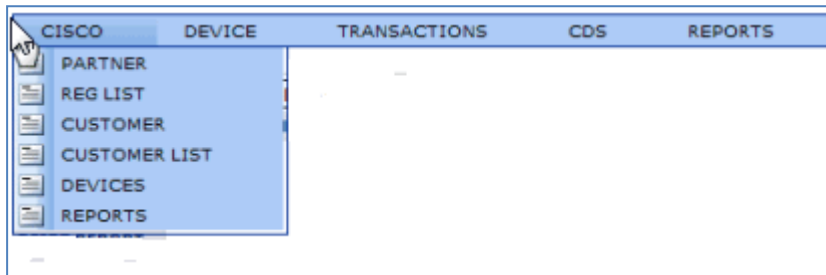 CISCO DEVICE TRANSACTIONS CDS REPORTS
PARTNER
REG LIST
CUSTOMER
CUSTOMER LIST
DEVICES
REPORTS